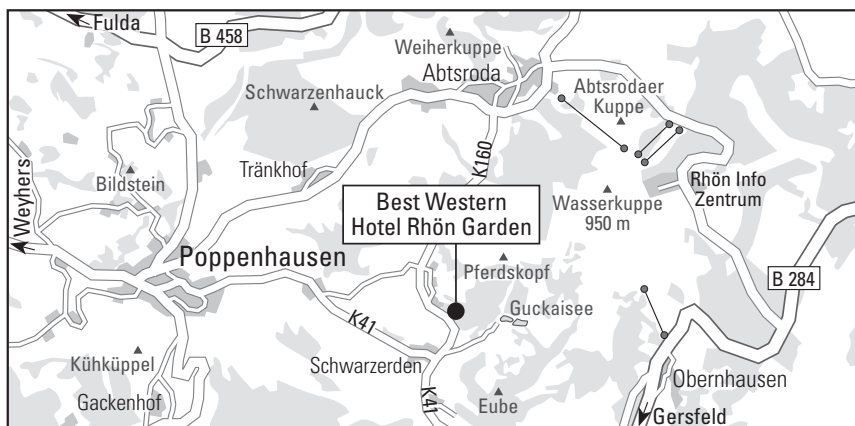 Fulda
B 458
Weiherkuppe
Abtsroda
Schwarzenhauck
Abtsrodaer
Kuppe
K160
Tränkhof
Bildstein
Weyhers
Rhön Info
Zentrum
Best Western
Hotel Rhön Garden
Wasserkuppe
950 m
Poppenhausen
Pferdskopf
B 284
Guckaisee
K41
Schwarzerden
Kühküppel
Obernhausen
Gackenhof
K41
Eube
Gersfeld